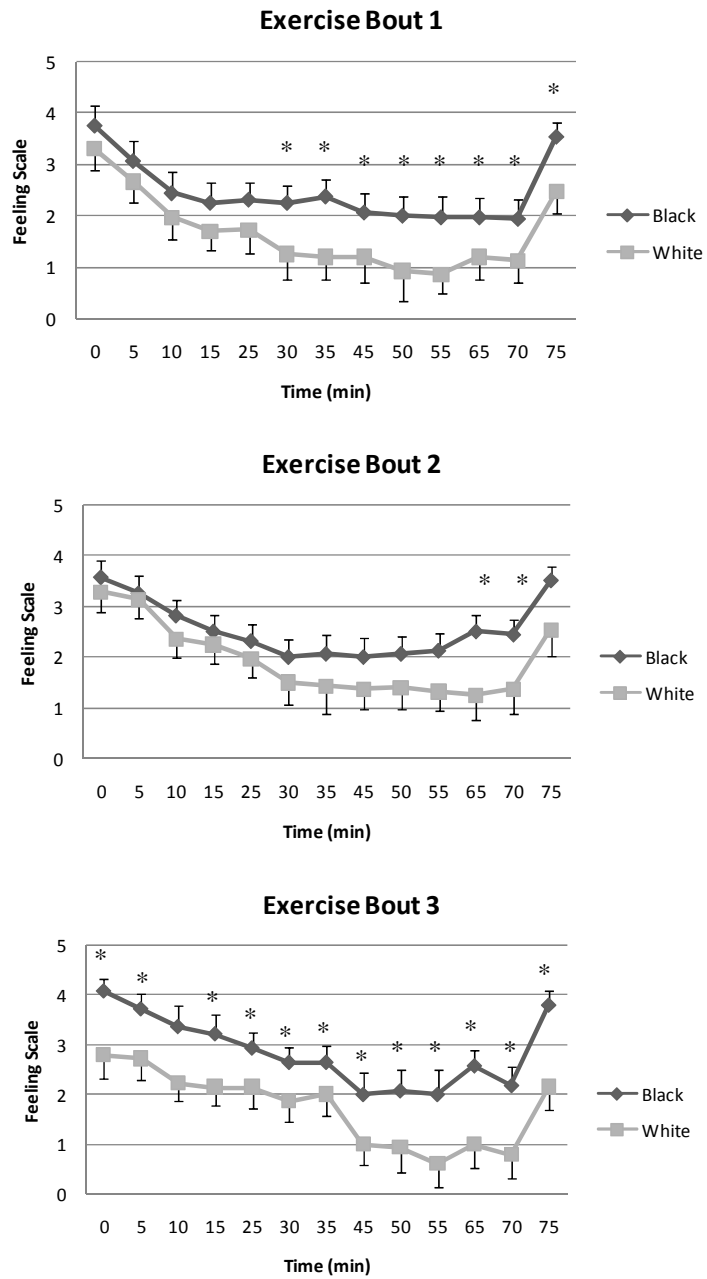 Exercise Bout 1
5
4
3
2
1
0
Feeling Scale
* * * * * * * *
Black
White
0 5 10 15 25 30 35 45 50 55 65 70 75
Time (min)
Exercise Bout 2
5
4
3
2
1
0
Feeling Scale
* *
Black
White
0 5 10 15 25 30 35 45 50 55 65 70 75
Time (min)
Exercise Bout 3
5
4
3
2
1
0
Feeling Scale
* * * * * * * * * * * *
Black
White
0 5 10 15 25 30 35 45 50 55 65 70 75
Time (min)